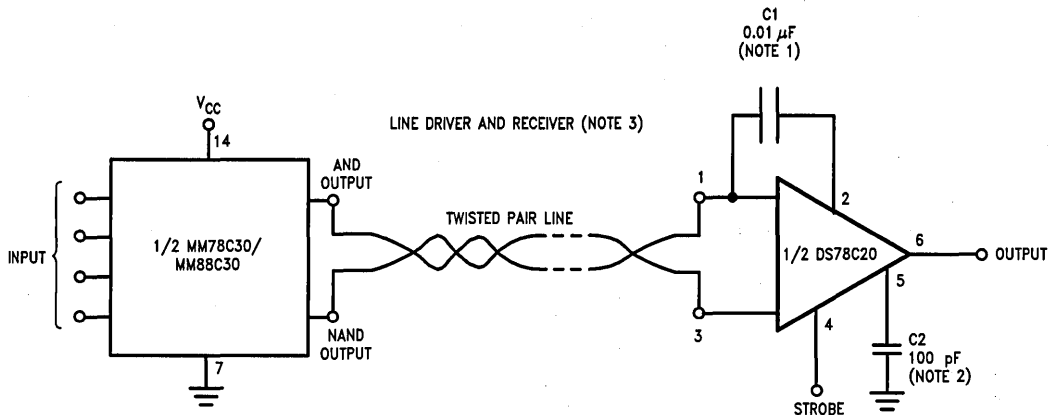 C1
0.01 μF
(NOTE 1)
VCC
14
LINE DRIVER AND RECEIVER (NOTE 3)
AND
OUTPUT
1
2
TWISTED PAIR LINE
INPUT
1/2 MM78C30/
MM88C30
1/2 DS78C20
6
OUTPUT
5
3
4
NAND
OUTPUT
7
C2
100 pF
(NOTE 2)
STROBE